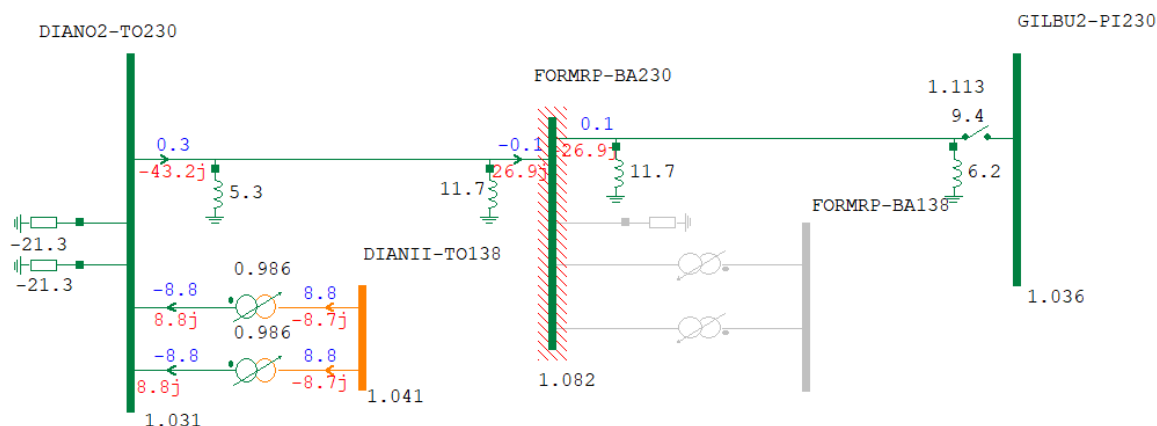 GILBU2-PI230
DIANO2-TO230
FORMRP-BA230
1.113
9.4
0.3
-43.2j
-0.1
26.9j
0.1
-26.9j
5.3
11.7
11.7
6.2
FORMRP-BA138
-21.3
-21.3
DIANII-TO138
0.986
-8.8
8.8j
8.8
-8.7j
0.986
-8.8
8.8j
8.8
-8.7j
1.036
1.082
1.041
1.031